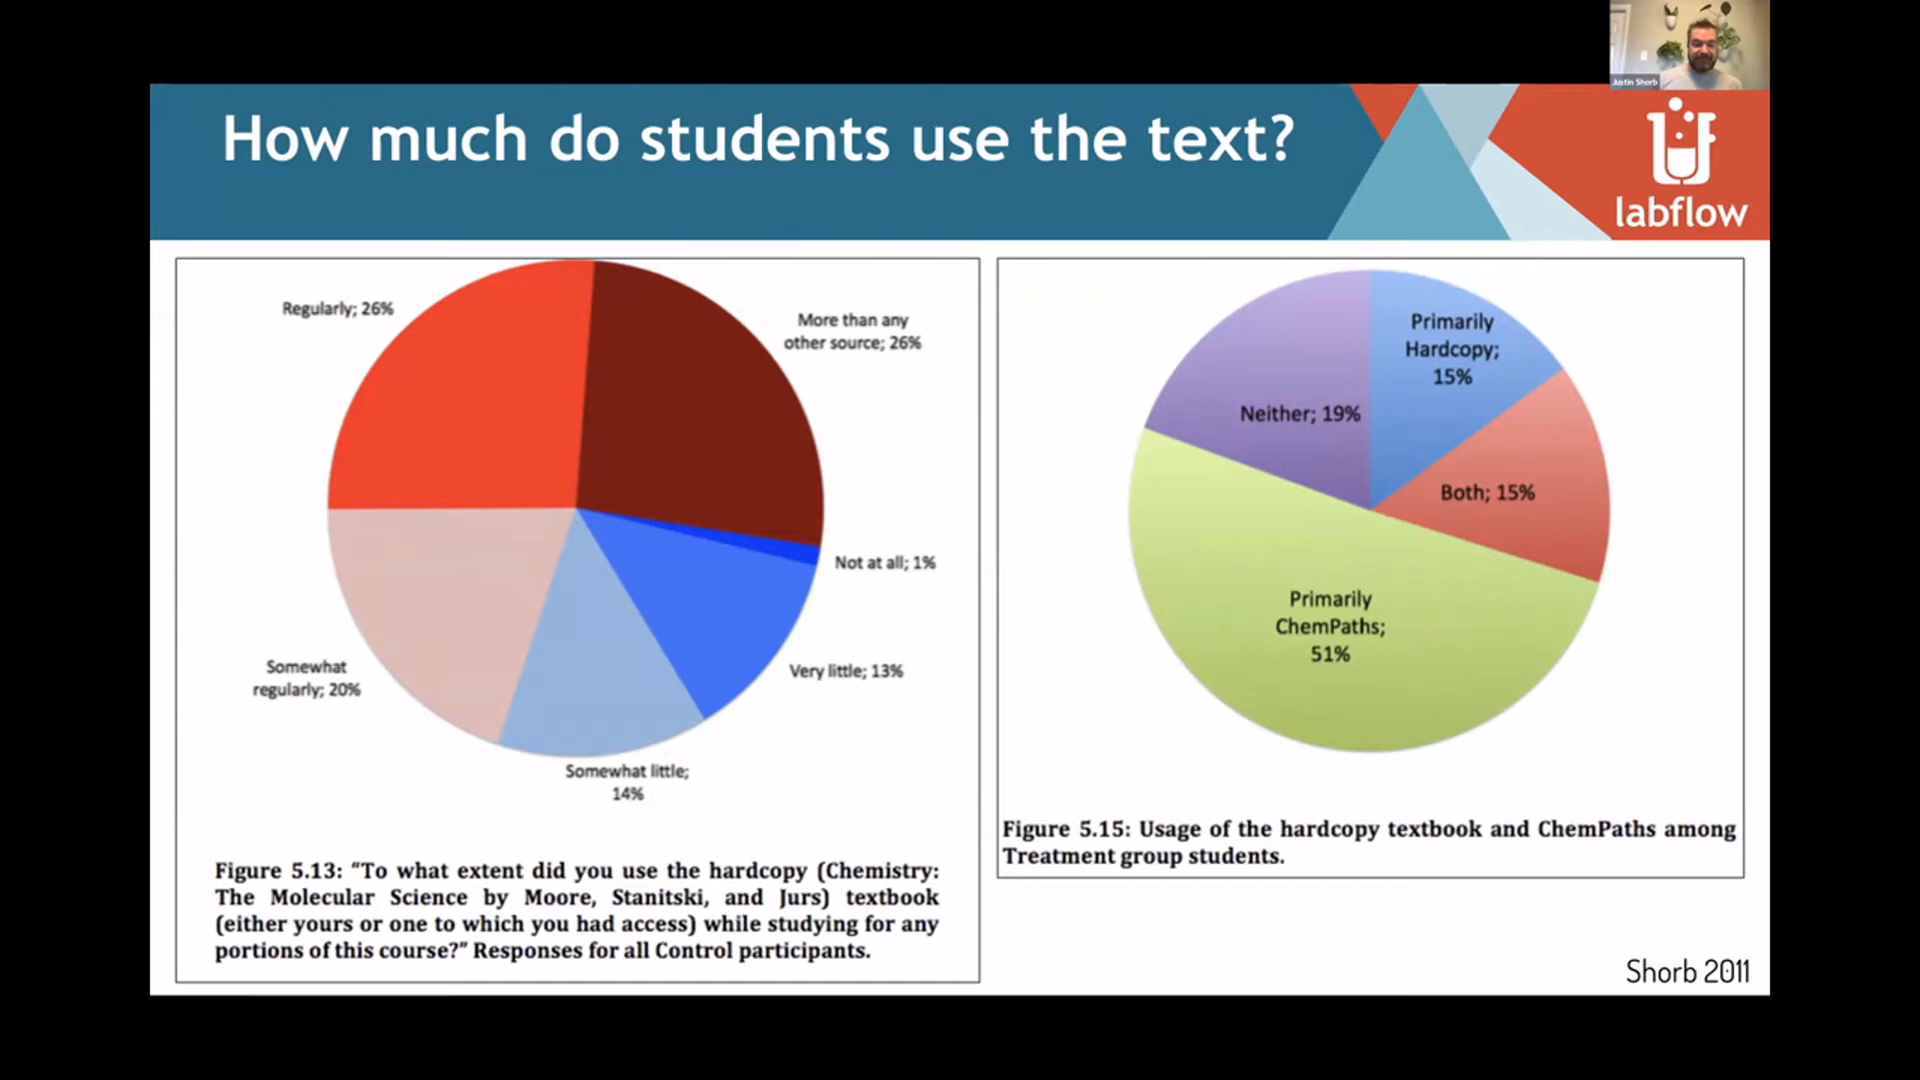 Justin Shorb
How much do students use the text?
labflow
Regularly; 26%
More than any
other source; 26%
Not at all; 1%
Very little; 13%
Somewhat little;
14%
Somewhat
regularly; 20%
Figure 5.13: “To what extent did you use the hardcopy (Chemistry:
The Molecular Science by Moore, Stanitski, and Jurs) textbook
(either yours or one to which you had access) while studying for any
portions of this course?” Responses for all Control participants.
Primarily
Hardcopy;
15%
Neither; 19%
Both; 15%
Primarily
ChemPaths;
51%
Figure 5.15: Usage of the hardcopy textbook and ChemPaths among
Treatment group students.
Shorb 2011